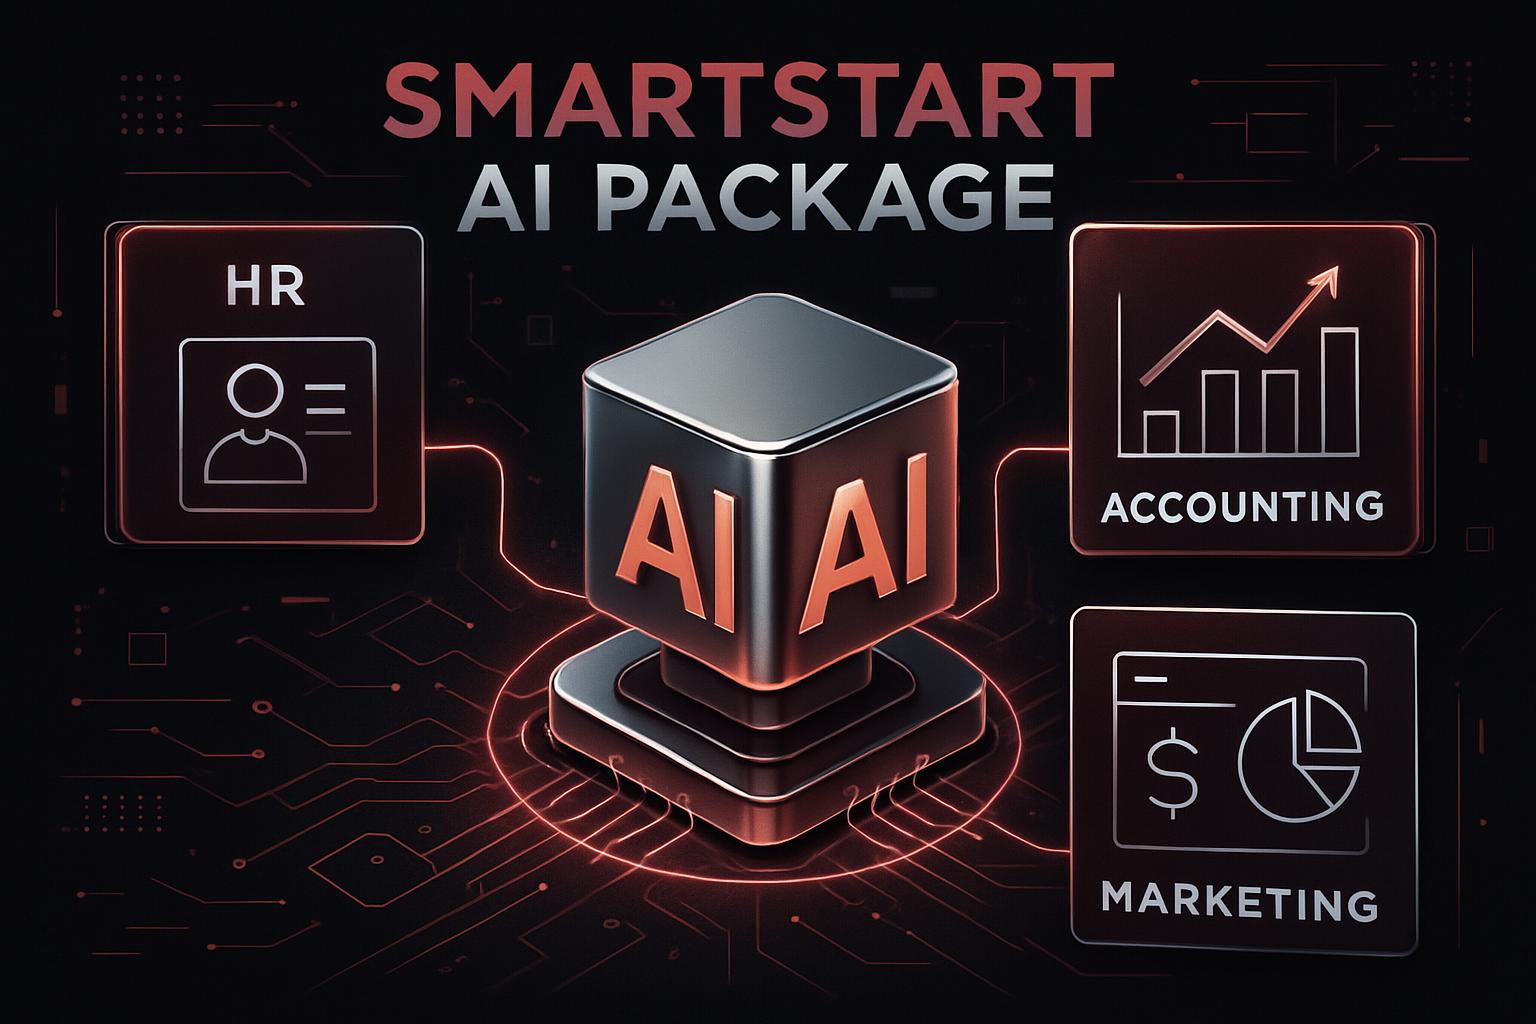 SMARTSTART
AI PACKAGE
HR
AI AI
ACCOUNTING
$
MARKETING